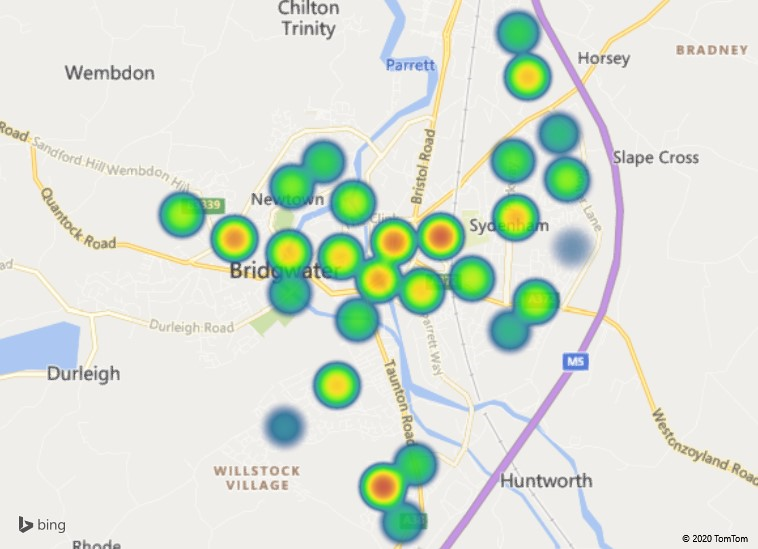 Chilton
Trinity
Wembdon
Parrett
Horsey
BRADNEY
Road
Sandford Hill
Wembdon Hill
Bristol Road
Slape Cross
Quantock Road
Newtown
A39
Lane
Sydenham
Bridgwater
Durleigh Road
Parrett Way
M5
Durleigh
Taunton Road
Westonzoyland Road
WILLSTOCK
VILLAGE
Huntworth
bing
© 2020 TomTom
Rhode